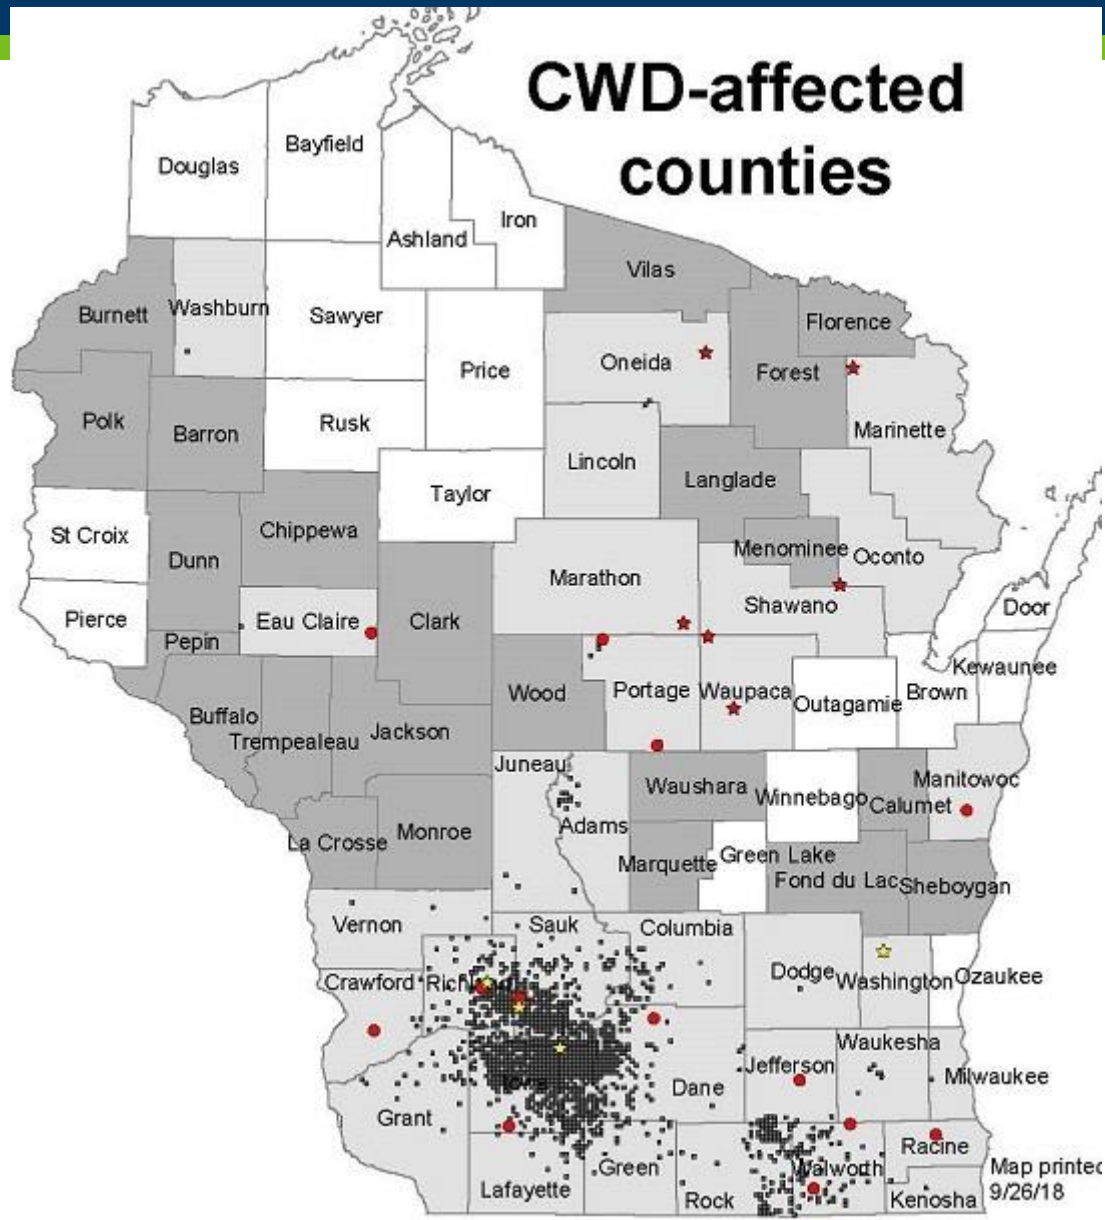 CWD-affected
counties
Bayfield
Douglas
Iron
Ashland
Vilas
Washburn
Burnett
Sawyer
Florence
Oneida
Price
Forest
Polk
Rusk
Barron
Marinette
Lincoln
Langlade
Taylor
Chippewa
St Croix
Menominee
Oconto
Dunn
Marathon
Shawano
Door
Pierce
Eau Claire
Clark
Pepin
Kewaunee
Wood
Portage
Waupaca
Brown
Outagamie
Buffalo
Jackson
Trempealeau
Juneau
Manitowoc
Waushara
Winnebago
Calumet
Adams
Monroe
La Crosse
Green Lake
Marquette
Fond du Lac
Sheboygan
Vernon
Sauk
Columbia
Dodge
Ozaukee
Crawford
Washington
Waukesha
Jefferson
Milwaukee
Dane
Grant
Racine
Green
Walworth
Map printed
9/26/18
Lafayette
Rock
Kenosha